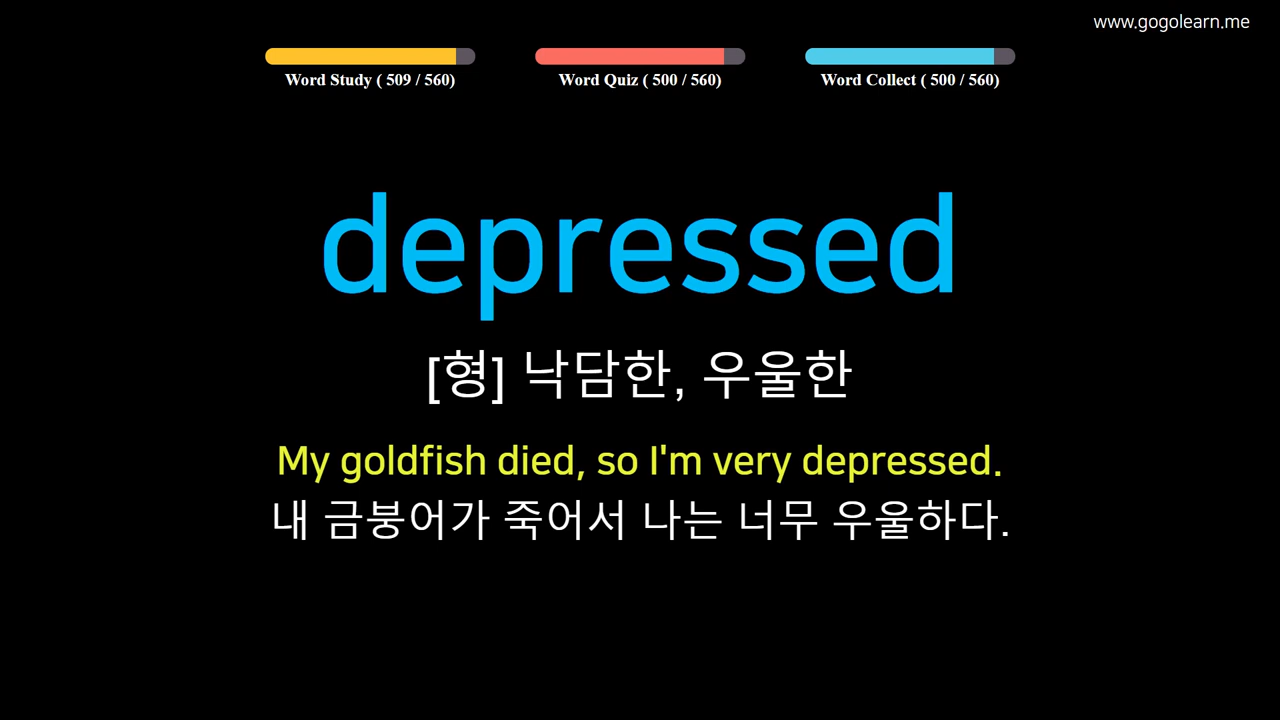 www.gogolearn.me
Word Study ( 509 / 560)
Word Quiz ( 500 / 560)
Word Collect ( 500 / 560)
depressed
[형] 낙담한, 우울한
My goldfish died, so I'm very depressed.
내 금붕어가 죽어서 나는 너무 우울하다.